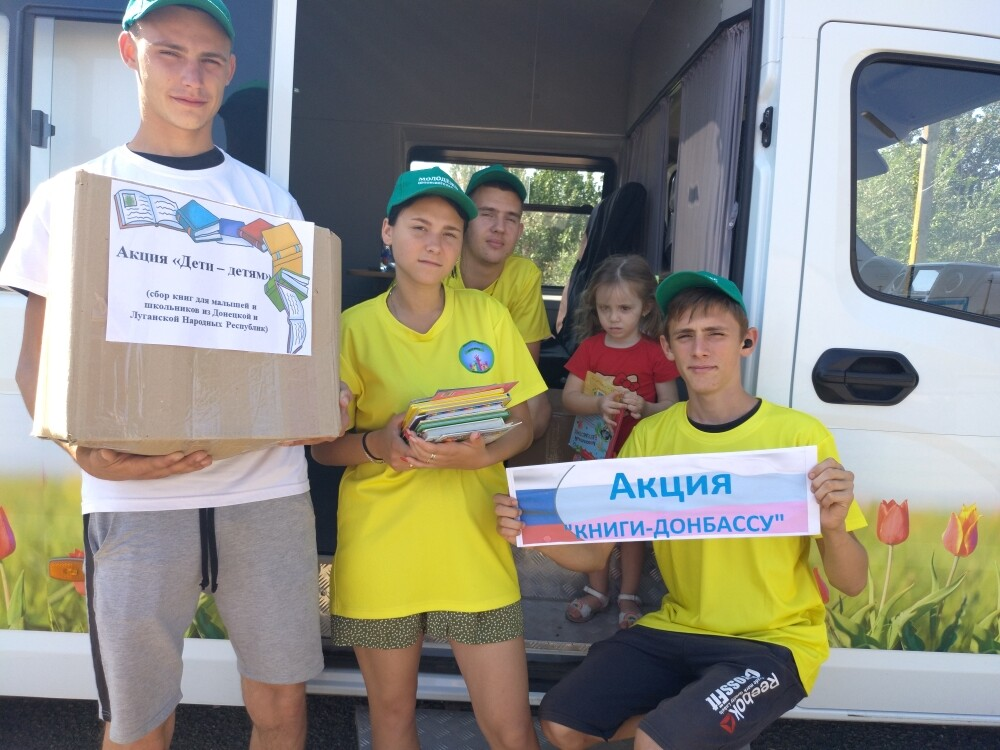 Акция «Дети – детям»
(сбор книг для малышей и
школьников из Донецкой и
Луганской Народных Республик)
Акция
"КНИГИ-ДОНБАССУ"
Reebok
CROSSFIT